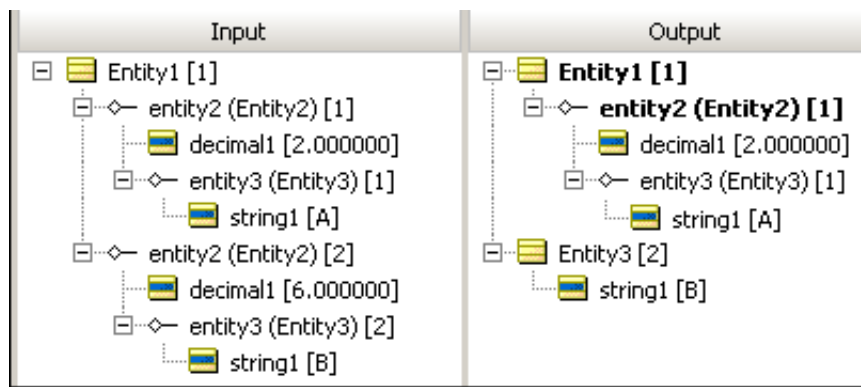 Input
Entity1 [1]
entity2 (Entity2) [1]
decimal1 [2.000000]
entity3 (Entity3) [1]
string1 [A]
entity2 (Entity2) [2]
decimal1 [6.000000]
entity3 (Entity3) [2]
string1 [B]
Output
Entity1 [1]
entity2 (Entity2) [1]
decimal1 [2.000000]
entity3 (Entity3) [1]
string1 [A]
Entity3 [2]
string1 [B]